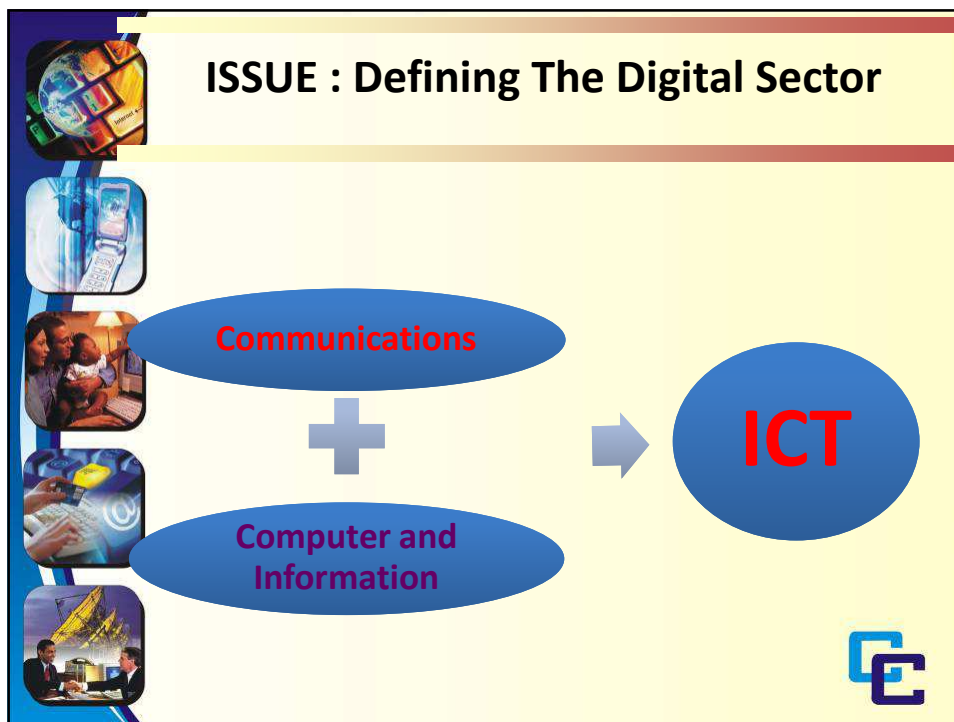 ISSUE : Defining The Digital Sector
Communications
Computer and
Information
ICT